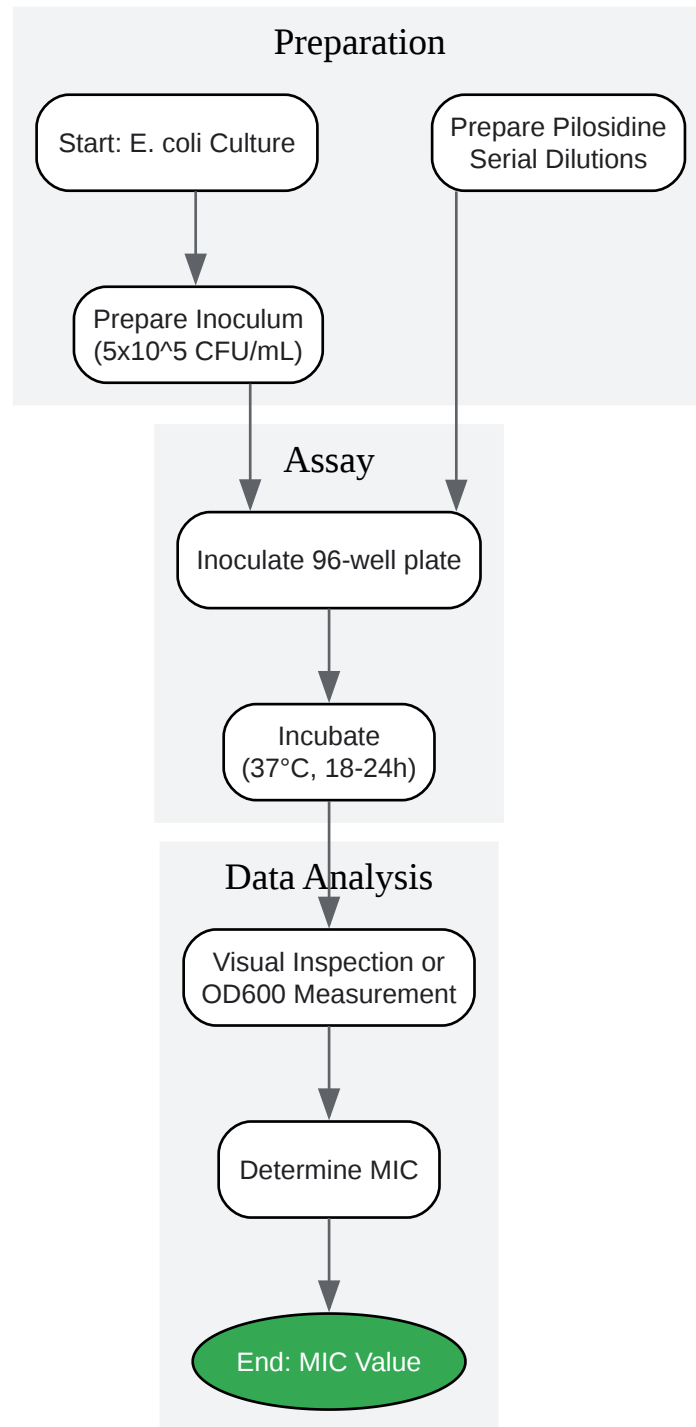 Preparation
Start: E. coli Culture
Prepare Pilosidine
Serial Dilutions
Prepare Inoculum
(5x10^5 CFU/mL)
Assay
Inoculate 96-well plate
Incubate
(37°C, 18-24h)
Data Analysis
Visual Inspection or
OD600 Measurement
Determine MIC
End: MIC Value